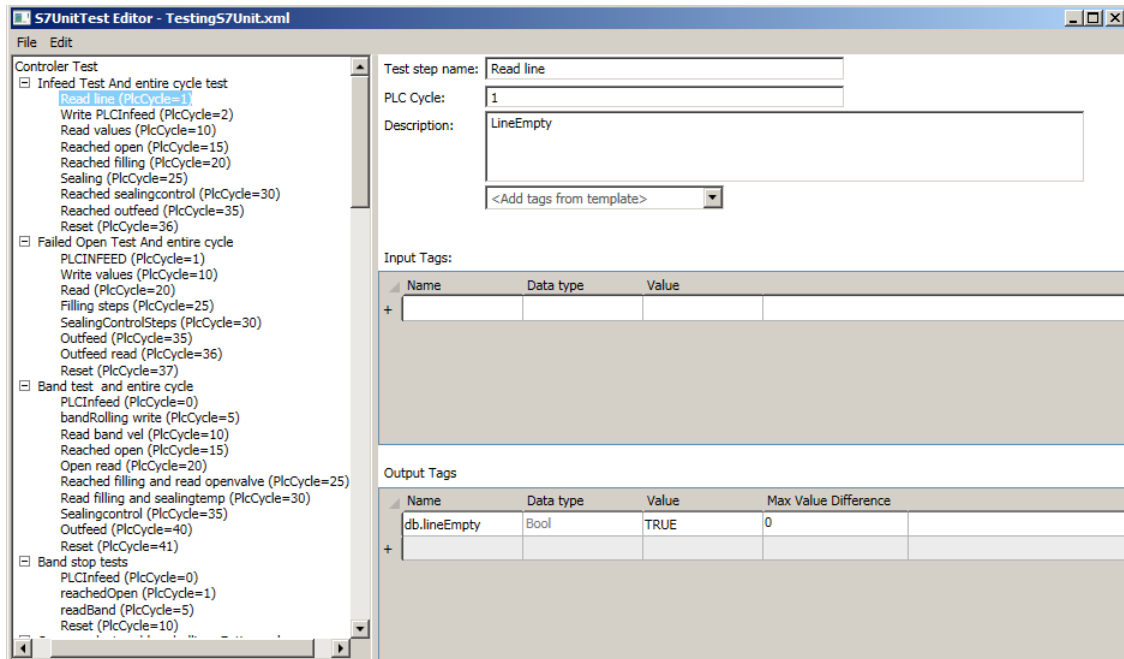 S7UnitTest Editor - TestingS7Unit.xml
File Edit
Controler Test
Infeed Test And entire cycle test
Read line (PlcCycle=1)
Write PLCInfeed (PlcCycle=2)
Read values (PlcCycle=10)
Reached open (PlcCycle=15)
Reached filling (PlcCycle=20)
Sealing (PlcCycle=25)
Reached sealingcontrol (PlcCycle=30)
Reached outfeed (PlcCycle=35)
Reset (PlcCycle=36)
Failed Open Test And entire cycle
PLCINFEED (PlcCycle=1)
Write values (PlcCycle=10)
Read (PlcCycle=20)
Filling steps (PlcCycle=25)
SealingControlSteps (PlcCycle=30)
Outfeed (PlcCycle=35)
Outfeed read (PlcCycle=36)
Reset (PlcCycle=37)
Band test and entire cycle
PLCInfeed (PlcCycle=0)
bandRolling write (PlcCycle=5)
Read band vel (PlcCycle=10)
Reached open (PlcCycle=15)
Open read (PlcCycle=20)
Reached filling and read openvalve (PlcCycle=25)
Read filling and sealingtemp (PlcCycle=30)
Sealingcontrol (PlcCycle=35)
Outfeed (PlcCycle=40)
Reset (PlcCycle=41)
Band stop tests
PLCInfeed (PlcCycle=0)
reachedOpen (PlcCycle=1)
readBand (PlcCycle=5)
Reset (PlcCycle=10)
Test step name: Read line
PLC Cycle: 1
Description: LineEmpty
<Add tags from template>
Input Tags:
Name Data type Value
+
Output Tags
Name Data type Value Max Value Difference
db.lineEmpty Bool TRUE 0
+